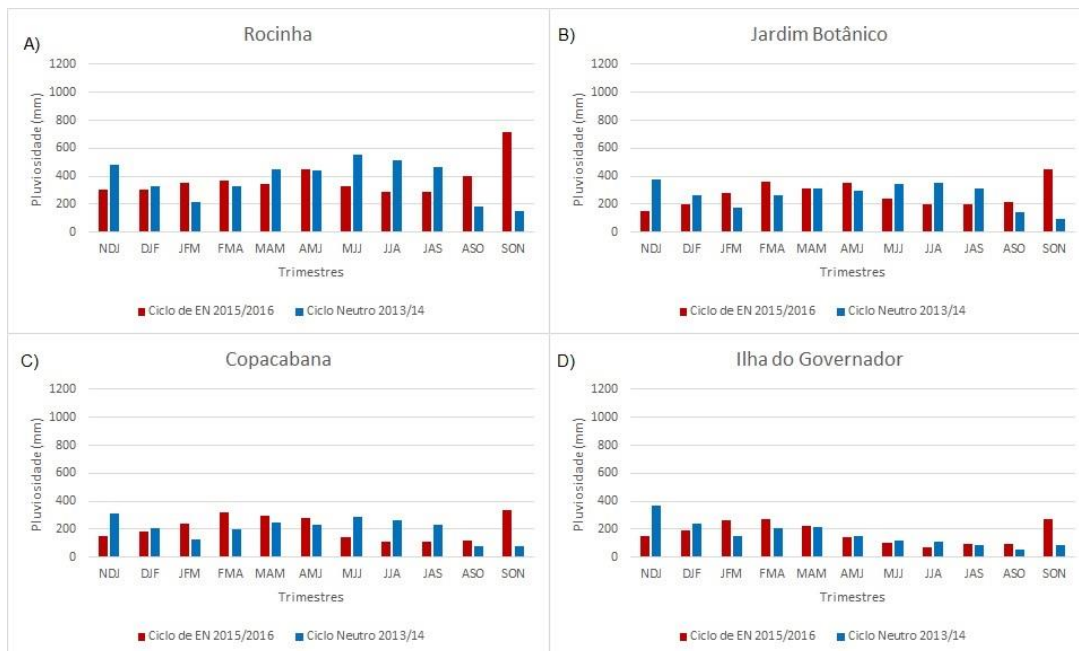 A)
Rocinha
Pluviosidade (mm)
1200
1000
800
600
400
200
0
NDJ DJF JFM FMA MAM AMJ MJJ JJA JAS ASO SON
Trimestres
Ciclo de EN 2015/2016 Ciclo Neutro 2013/14
B)
Jardim Botânico
Pluviosidade (mm)
1200
1000
800
600
400
200
0
NDJ DJF JFM FMA MAM AMJ MJJ JJA JAS ASO SON
Trimestres
Ciclo de EN 2015/2016 Ciclo Neutro 2013/14
C)
Copacabana
Pluviosidade (mm)
1200
1000
800
600
400
200
0
NDJ DJF JFM FMA MAM AMJ MJJ JJA JAS ASO SON
Trimestres
Ciclo de EN 2015/2016 Ciclo Neutro 2013/14
D)
Ilha do Governador
Pluviosidade (mm)
1200
1000
800
600
400
200
0
NDJ DJF JFM FMA MAM AMJ MJJ JJA JAS ASO SON
Trimestres
Ciclo de EN 2015/2016 Ciclo Neutro 2013/14